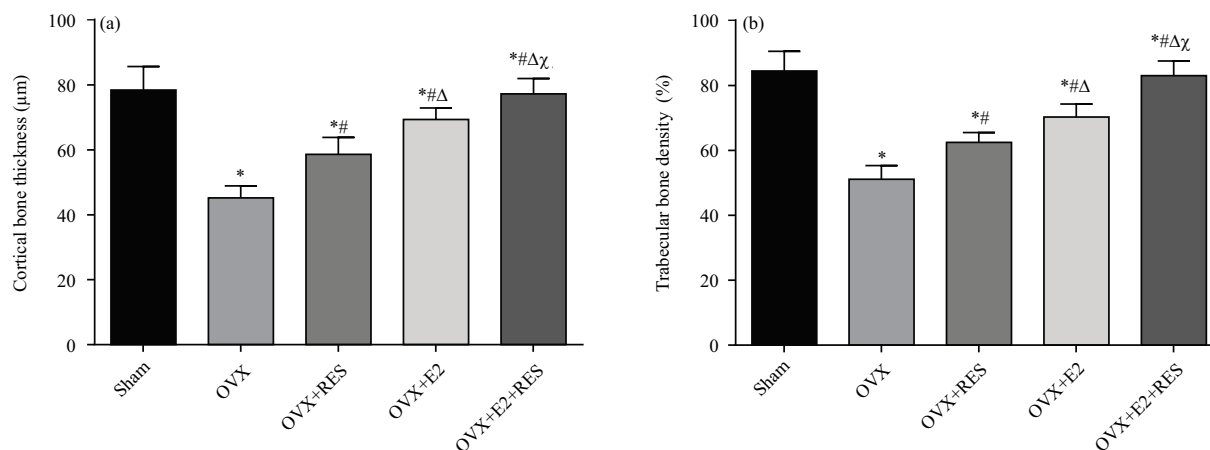 (a)
Cortical bone thickness (µm)
100
80
60
40
20
0
*
*#
*#Δ
*#Δχ
Sham
OVX
OVX+RES
OVX+E2
OVX+E2+RES
(b)
Trabecular bone density (%)
100
80
60
40
20
0
*
*#
*#Δ
*#Δχ
Sham
OVX
OVX+RES
OVX+E2
OVX+E2+RES